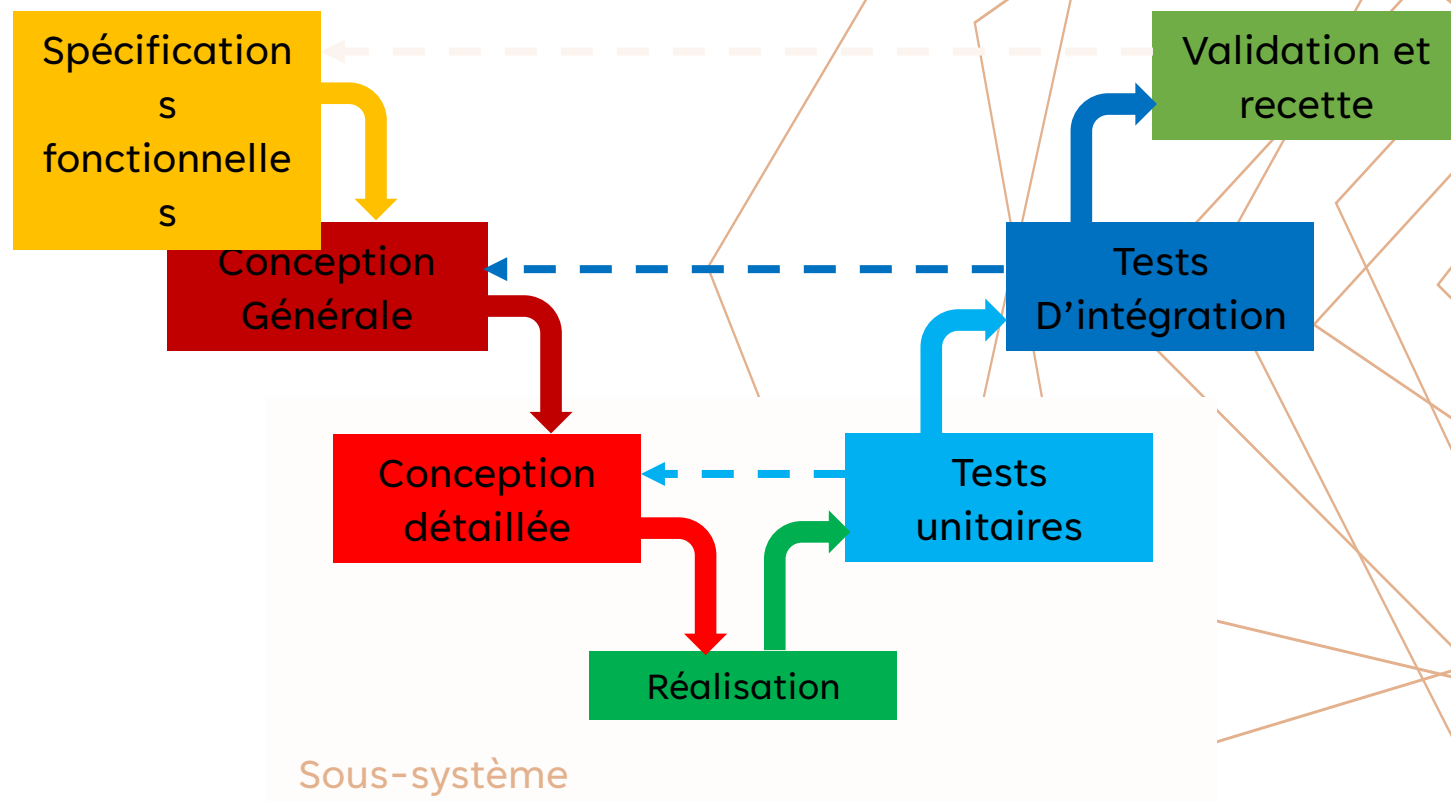 Spécification
s
fonctionnelle
s
Validation et
recette
Conception
Générale
Tests
D’intégration
Conception
détaillée
Tests
unitaires
Réalisation
Sous-système